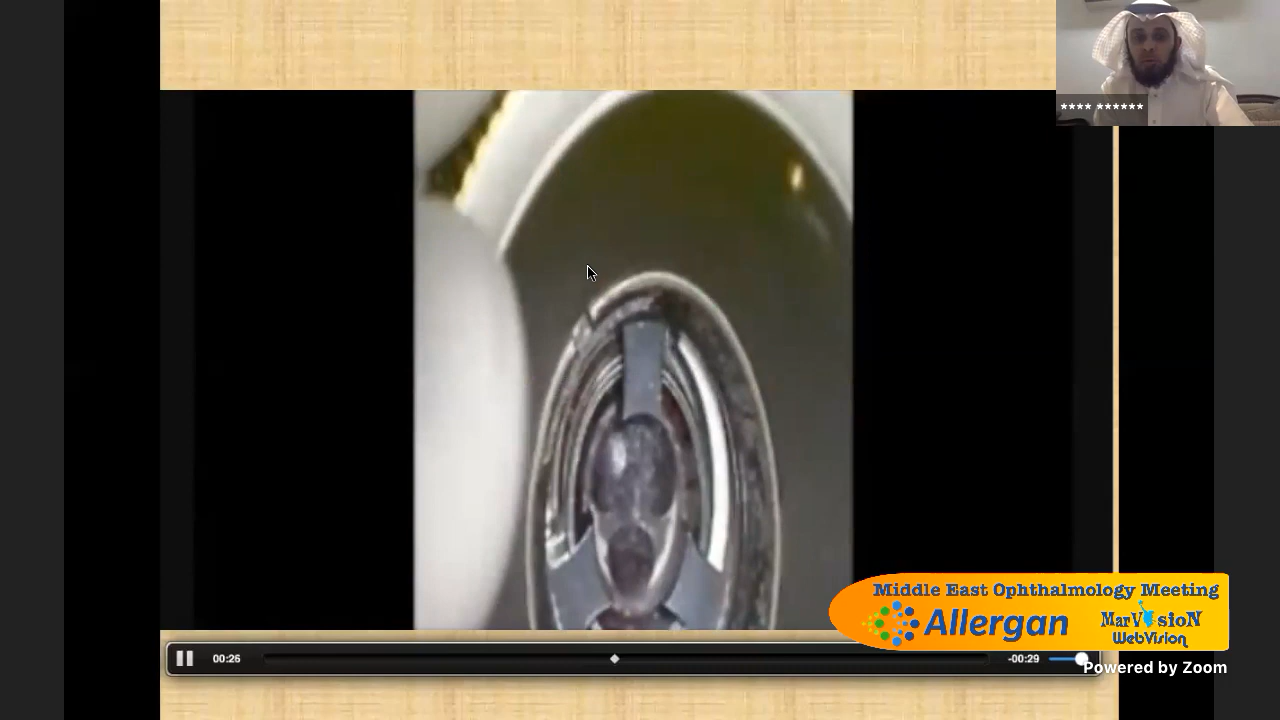 **** ******
Middle East Ophthalmology Meeting
Allergan
MarVisioN
WebVision
00:26
-00:29
Powered by Zoom